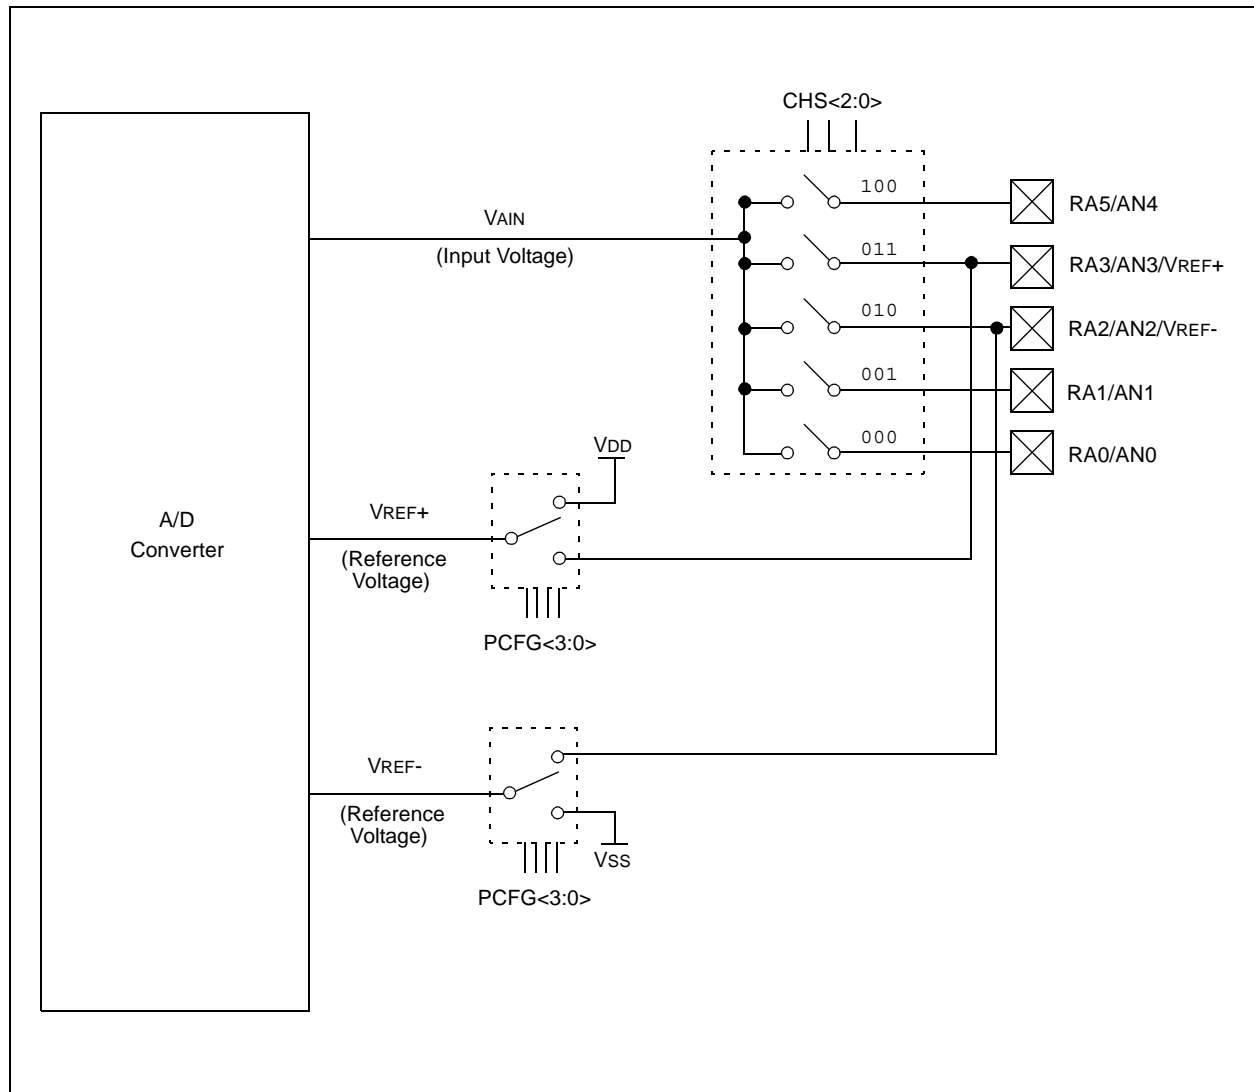 CHS<2:0>
100
RA5/AN4
VAIN
(Input Voltage)
011
RA3/AN3/VREF+
010
RA2/AN2/VREF-
001
RA1/AN1
000
RA0/AN0
VDD
A/D
Converter
VREF+
(Reference
Voltage)
PCFG<3:0>
VREF-
(Reference
Voltage)
VSS
PCFG<3:0>